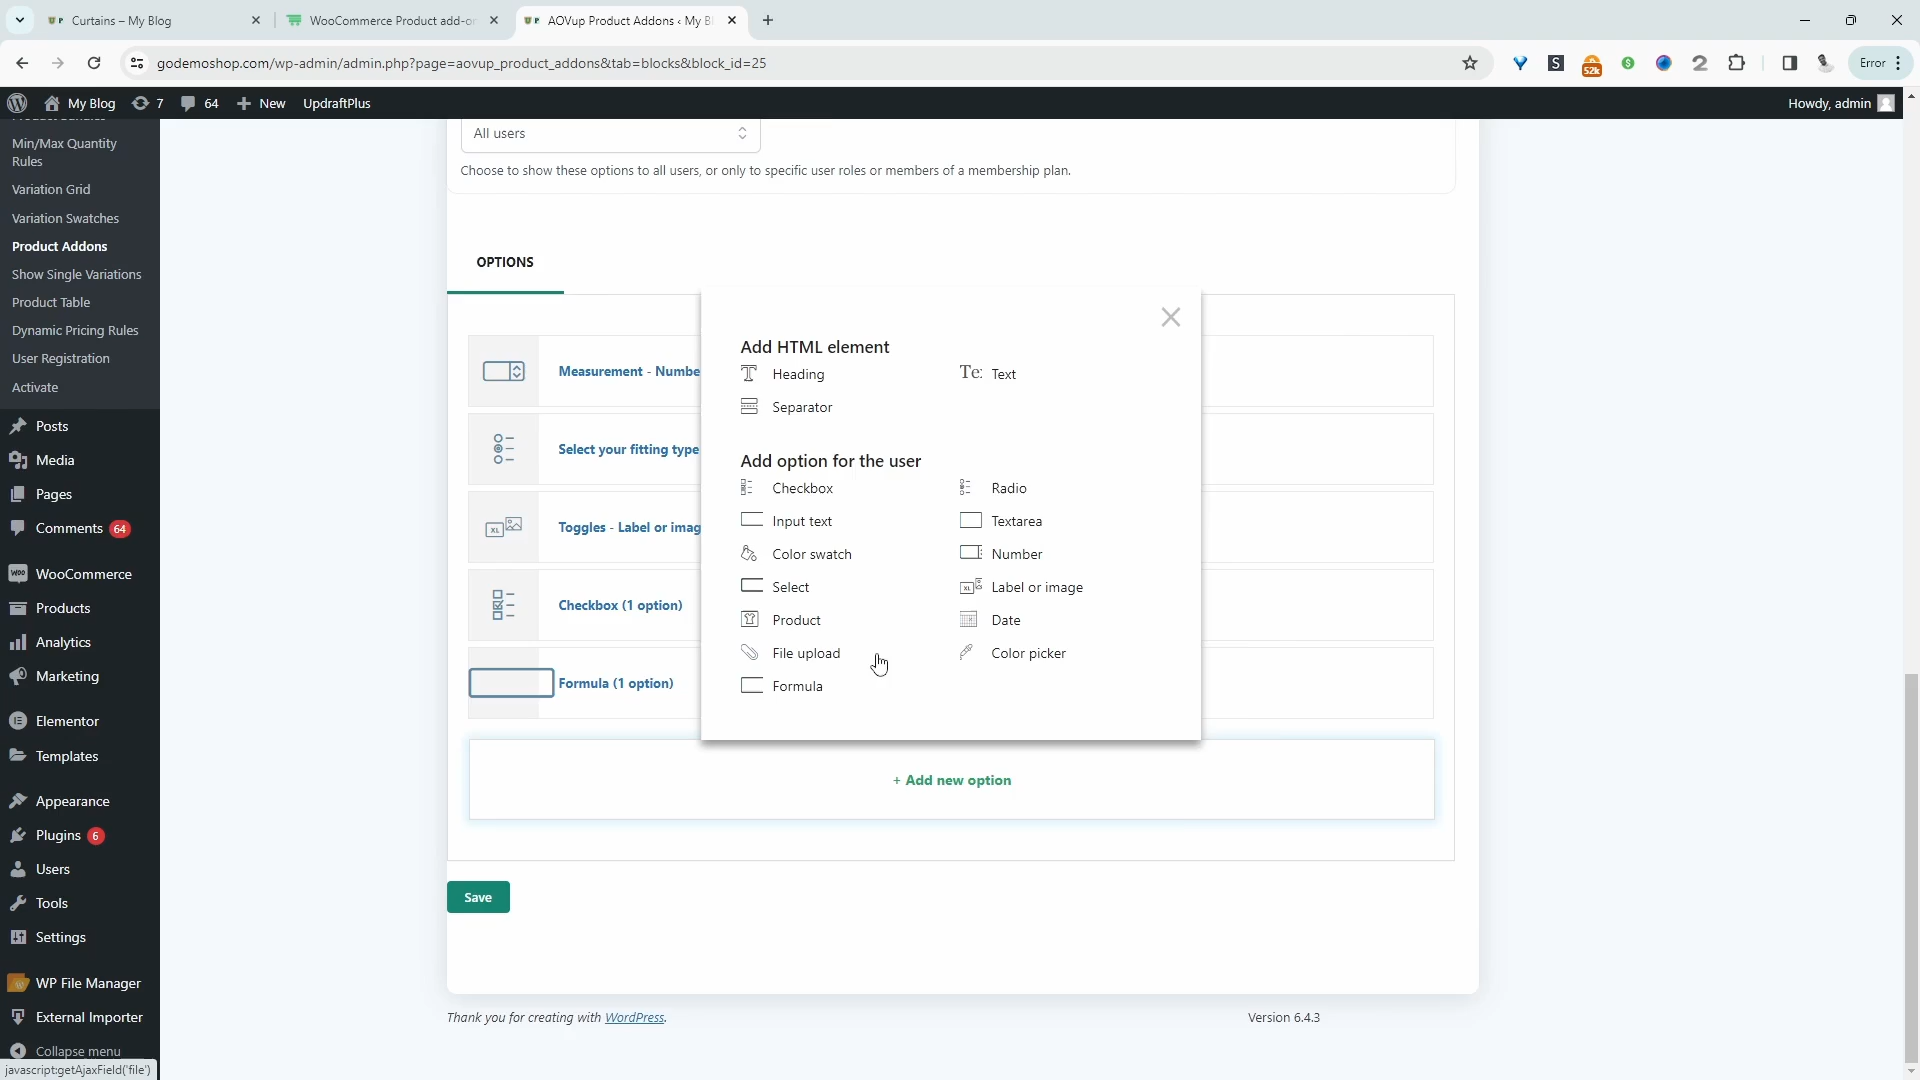 Curtains – My Blog
WooCommerce Product add-on
AOVup Product Addons ‹ My B
godemoshop.com/wp-admin/admin.php?page=aovup_product_addons&tab=blocks&block_id=25
S
52k
Error
My Blog
7
64
New
UpdraftPlus
Howdy, admin
Min/Max Quantity
Rules
Variation Grid
Variation Swatches
Product Addons
Show Single Variations
Product Table
Dynamic Pricing Rules
User Registration
Activate
Posts
Media
Pages
Comments 64
WooCommerce
Products
Analytics
Marketing
Elementor
Templates
Appearance
Plugins 6
Users
Tools
Settings
WP File Manager
External Importer
Collapse menu
javascript:getAjaxField('file')
All users
Choose to show these options to all users, or only to specific user roles or members of a membership plan.
OPTIONS
Measurement - Numbe
Select your fitting type
Toggles - Label or imag
Checkbox (1 option)
Formula (1 option)
Add HTML element
Heading
Text
Separator
Add option for the user
Checkbox
Radio
Input text
Textarea
Color swatch
Number
Select
Label or image
Product
Date
File upload
Color picker
Formula
+ Add new option
Save
Thank you for creating with WordPress.
Version 6.4.3